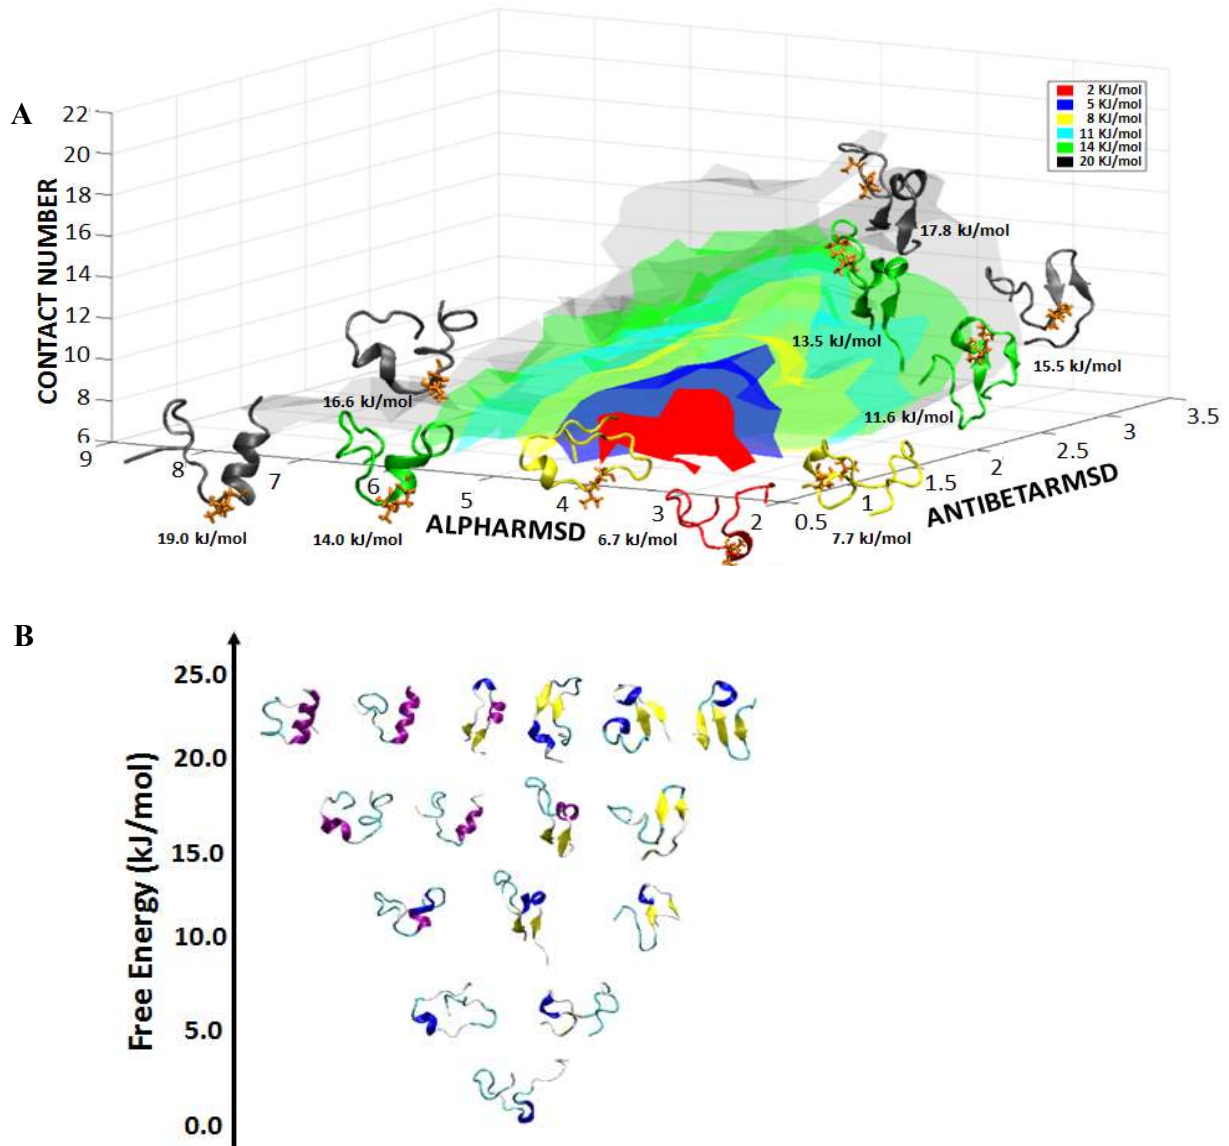 A
2 KJ/mol
5 KJ/mol
8 KJ/mol
11 KJ/mol
14 KJ/mol
20 KJ/mol
CONTACT NUMBER
22
20
18
16
14
12
10
8
6
17.8 kJ/mol
13.5 kJ/mol
15.5 kJ/mol
16.6 kJ/mol
11.6 kJ/mol
9
8
7
6
5
4
3
2
0.5
1
1.5
2
2.5
3
3.5
ALPHARMSD
ANTIBETARMSD
19.0 kJ/mol
14.0 kJ/mol
6.7 kJ/mol
7.7 kJ/mol
B
Free Energy (kJ/mol)
25.0
20.0
15.0
10.0
5.0
0.0